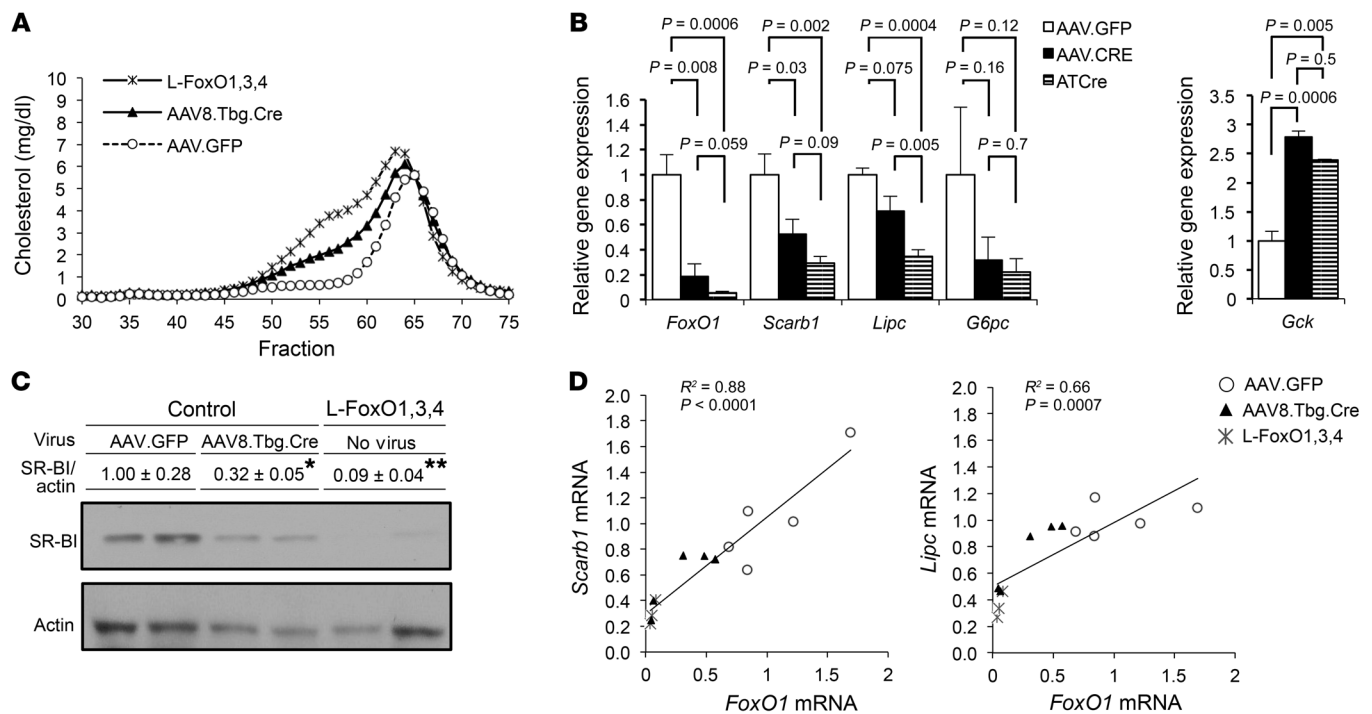 A
Cholesterol (mg/dl)
10
9
8
7
6
5
4
3
2
1
0
30 35 40 45 50 55 60 65 70 75
Fraction
L-FoxO1,3,4
AAV8.Tbg.Cre
AAV.GFP
B
P = 0.0006 P = 0.002 P = 0.0004 P = 0.12
P = 0.008 P = 0.03 P = 0.075 P = 0.16
P = 0.059 P = 0.09 P = 0.005 P = 0.7
Relative gene expression
1.6
1.4
1.2
1
0.8
0.6
0.4
0.2
0
FoxO1 Scarb1 Lipc G6pc
AAV.GFP
AAV.CRE
ATCre
P = 0.005
P = 0.5
P = 0.0006
Relative gene expression
3.5
3
2.5
2
1.5
1
0.5
0
Gck
C
Control L-FoxO1,3,4
Virus AAV.GFP AAV8.Tbg.Cre No virus
SR-BI/
actin 1.00 ± 0.28 0.32 ± 0.05* 0.09 ± 0.04**
SR-BI
Actin
D
R² = 0.88
P < 0.0001
Scarb1 mRNA
2.0
1.8
1.6
1.4
1.2
1.0
0.8
0.6
0.4
0.2
0.0
0 0.5 1 1.5 2
FoxO1 mRNA
R² = 0.66
P = 0.0007
Lipc mRNA
2.0
1.8
1.6
1.4
1.2
1.0
0.8
0.6
0.4
0.2
0.0
0 0.5 1 1.5 2
FoxO1 mRNA
AAV.GFP
AAV8.Tbg.Cre
L-FoxO1,3,4